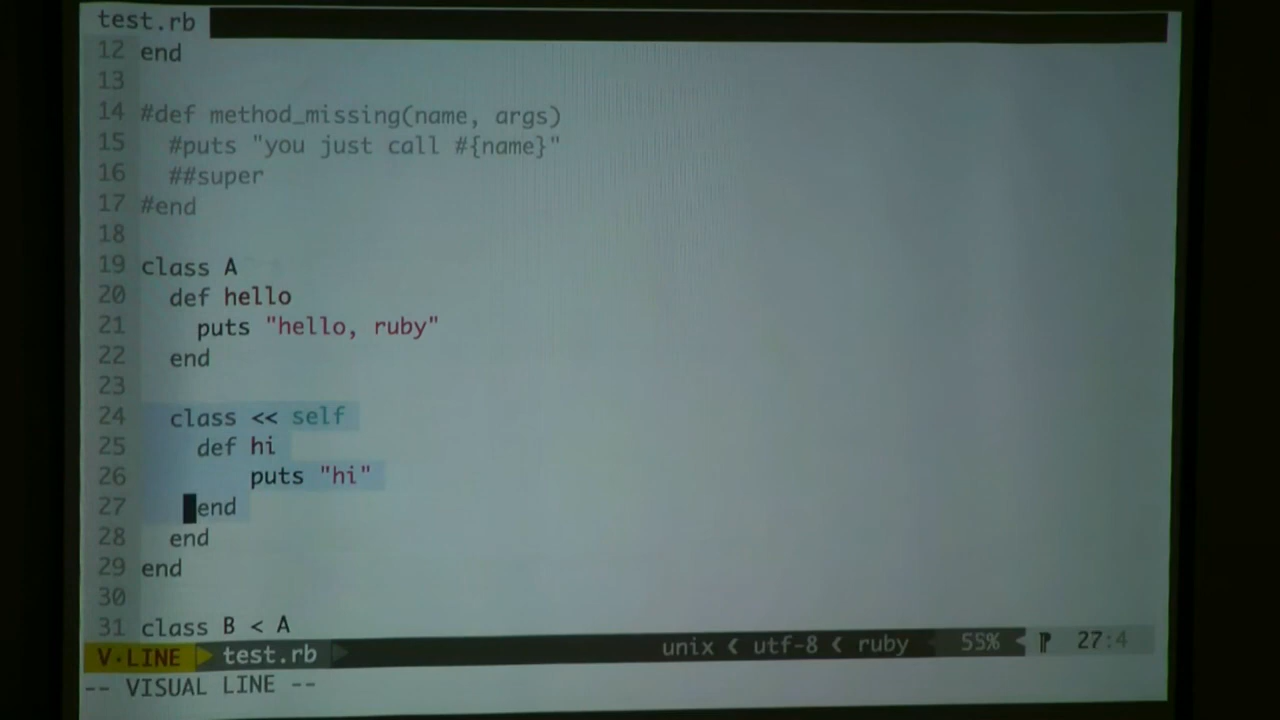 test.rb
12 end
13
14 #def method_missing(name, args)
15   #puts "you just call #{name}"
16   ##super
17 #end
18
19 class A
20   def hello
21     puts "hello, ruby"
22   end
23
24   class << self
25     def hi
26         puts "hi"
27     end
28   end
29 end
30
31 class B < A
V·LINE test.rb unix utf-8 ruby 55% 27:4
-- VISUAL LINE --